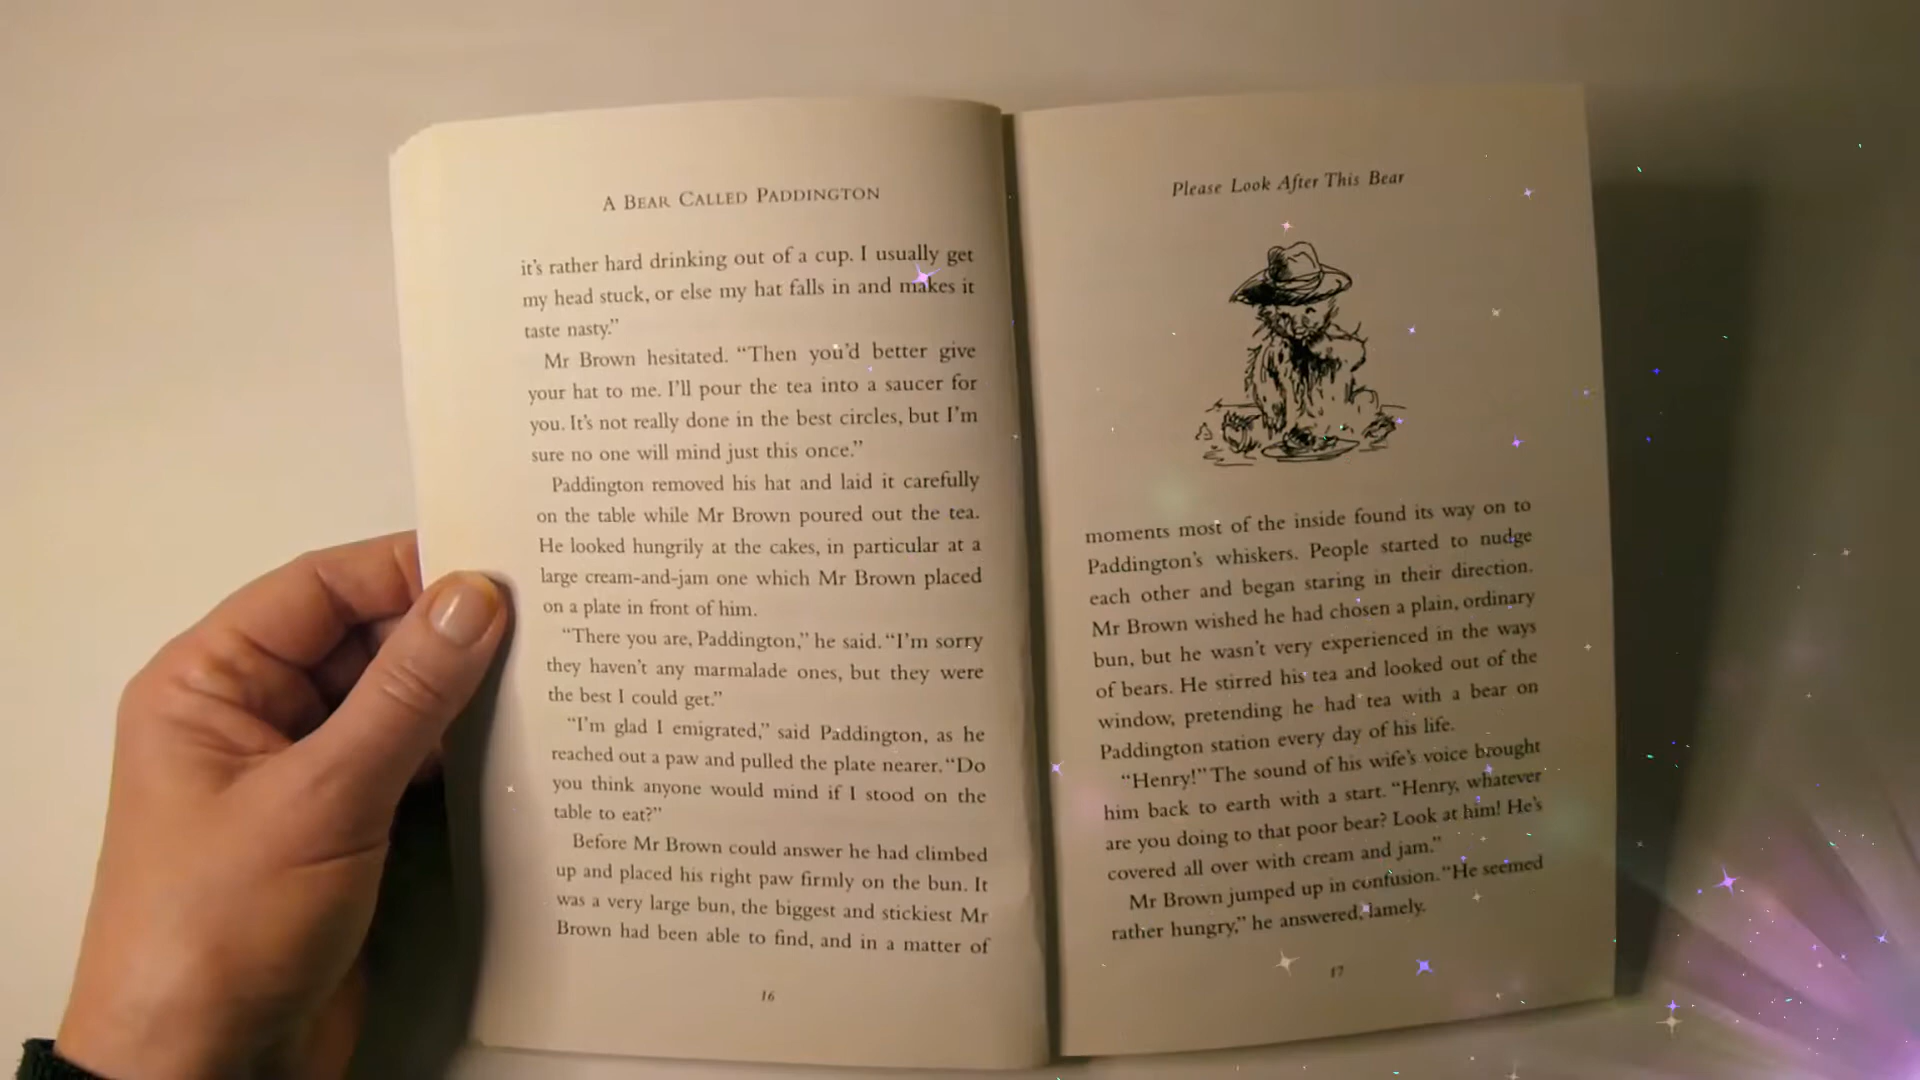 A BEAR CALLED PADDINGTON
it's rather hard drinking out of a cup. I usually get
my head stuck, or else my hat falls in and makes it
taste nasty.”
Mr Brown hesitated. “Then you'd better give
your hat to me. I'll pour the tea into a saucer for
you. It's not really done in the best circles, but I'm
sure no one will mind just this once.”
Paddington removed his hat and laid it carefully
on the table while Mr Brown poured out the tea.
He looked hungrily at the cakes, in particular at a
large cream-and-jam one which Mr Brown placed
on a plate in front of him.
“There you are, Paddington,” he said. “I'm sorry
they haven't any marmalade ones, but they were
the best I could get.”
“I'm glad I emigrated,” said Paddington, as he
reached out a paw and pulled the plate nearer. “Do
you think anyone would mind if I stood on the
table to eat?”
Before Mr Brown could answer he had climbed
up and placed his right paw firmly on the bun. It
was a very large bun, the biggest and stickiest Mr
Brown had been able to find, and in a matter of
16
Please Look After This Bear
moments most of the inside found its way on to
Paddington's whiskers. People started to nudge
each other and began staring in their direction.
Mr Brown wished he had chosen a plain, ordinary
bun, but he wasn't very experienced in the ways
of bears. He stirred his tea and looked out of the
window, pretending he had tea with a bear on
Paddington station every day of his life.
“Henry!” The sound of his wife's voice brought
him back to earth with a start. “Henry, whatever
are you doing to that poor bear? Look at him! He's
covered all over with cream and jam.”
Mr Brown jumped up in confusion. “He seemed
rather hungry,” he answered, lamely.
17